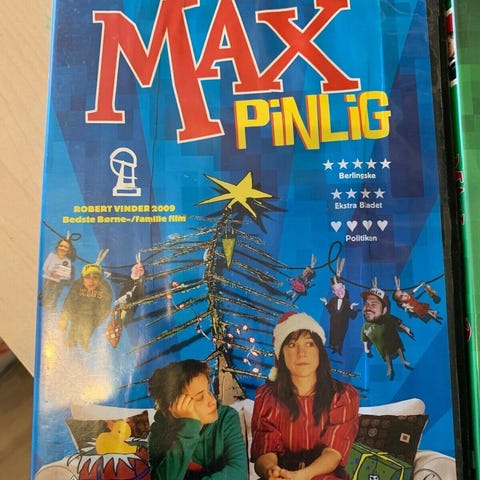 MAX
PiNLiG
Berlingske
Ekstra Bladet
Politiken
ROBERT VINDER 2009
Bedste Børne-/familie film